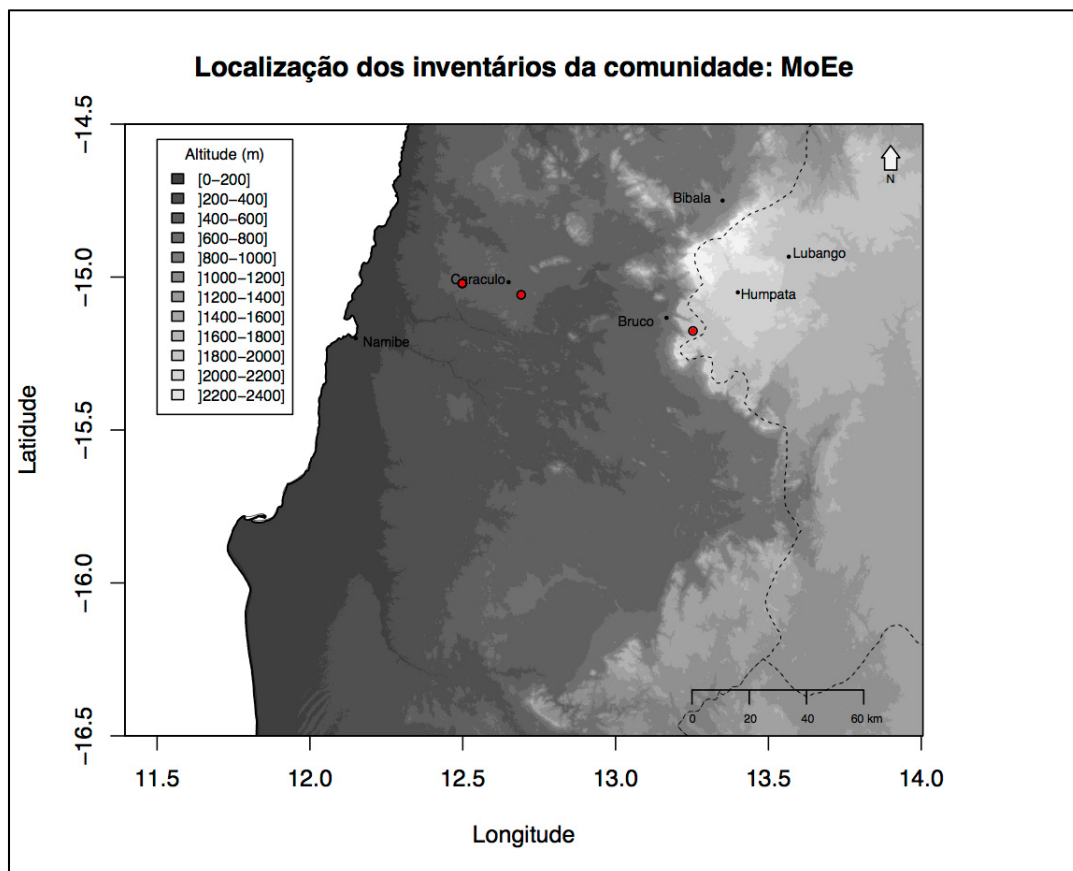 Localização dos inventários da comunidade: MoEe
Altitude (m)
[0−200]
]200−400]
]400−600]
]600−800]
]800−1000]
]1000−1200]
]1200−1400]
]1400−1600]
]1600−1800]
]1800−2000]
]2000−2200]
]2200−2400]
N
Bibala
Lubango
Caraculo
Humpata
Bruco
Namibe
0 20 40 60 km
−14.5
−15.0
−15.5
−16.0
−16.5
Latidude
11.5 12.0 12.5 13.0 13.5 14.0
Longitude